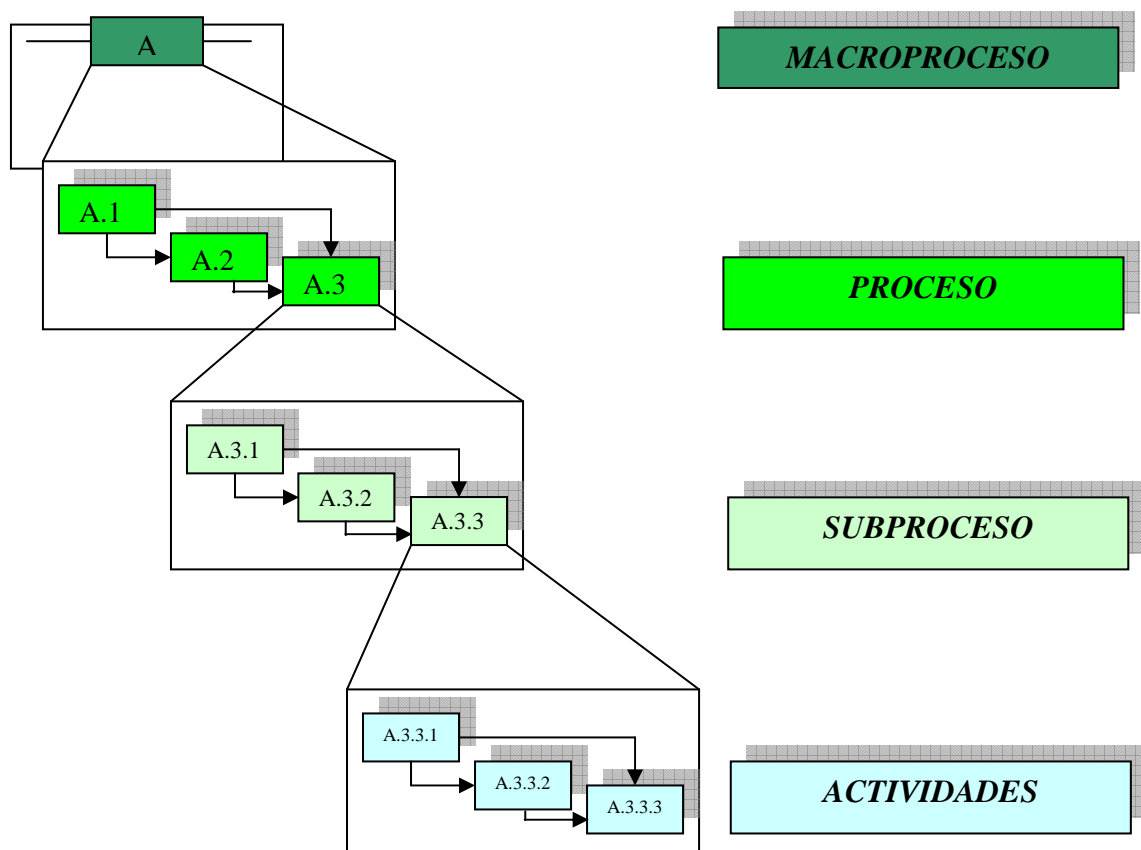 A
MACROPROCESO
A.1
A.2
A.3
PROCESO
A.3.1
A.3.2
A.3.3
SUBPROCESO
A.3.3.1
A.3.3.2
A.3.3.3
ACTIVIDADES